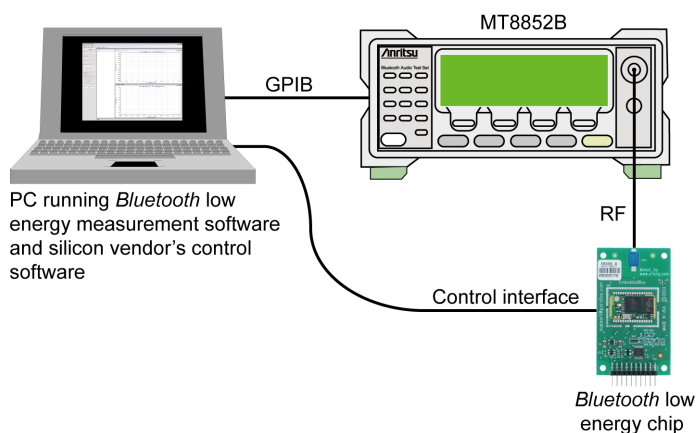 MT8852B
Anritsu
Bluetooth Audio Test Set
GPIB
PC running Bluetooth low
energy measurement software
and silicon vendor's control
software
RF
Control interface
Bluetooth low
energy chip